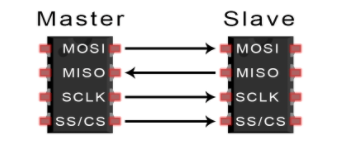 Master Slave
MOSI MOSI
MISO MISO
SCLK SCLK
SS/CS SS/CS